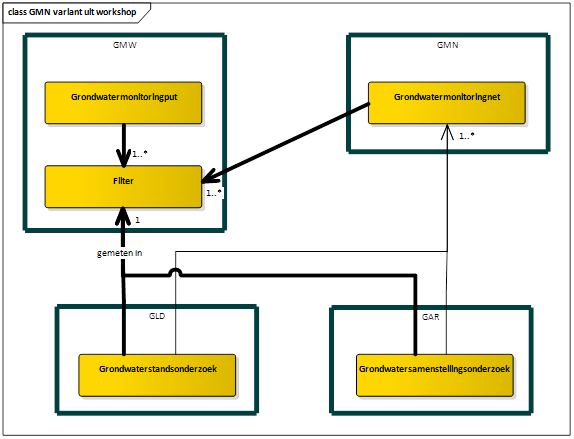 class GMN variant uit workshop
GMW
GMN
Grondwatermonitoringput
Grondwatermonitoringnet
1..*
1..*
Filter
1..*
1
gemeten in
GLD
GAR
Grondwaterstandsonderzoek
Grondwatersamenstellingsonderzoek